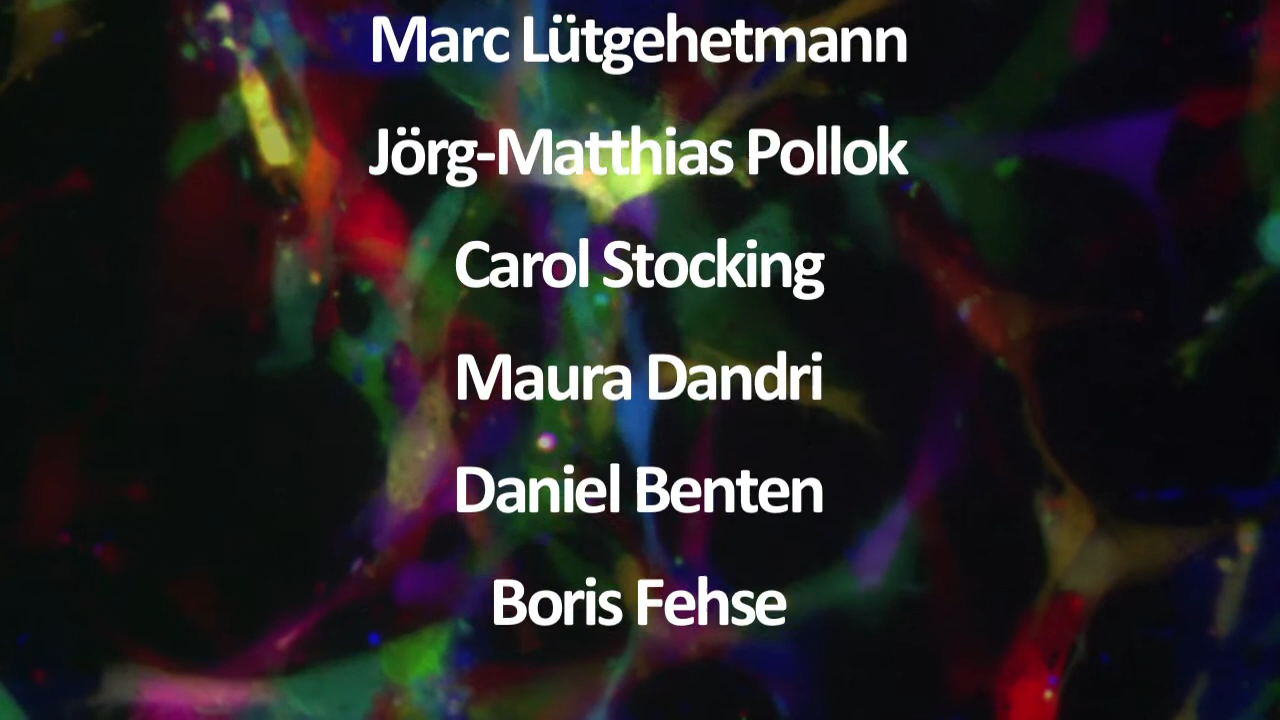 Marc Lütgehetmann
Jörg-Matthias Pollok
Carol Stocking
Maura Dandri
Daniel Benten
Boris Fehse